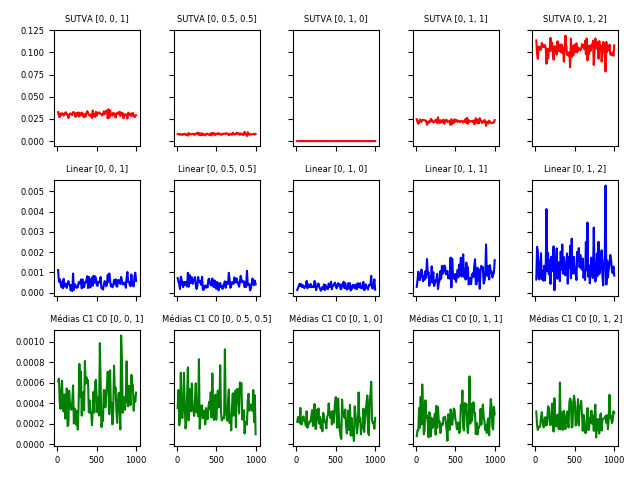 SUTVA [0, 0, 1]
SUTVA [0, 0.5, 0.5]
SUTVA [0, 1, 0]
SUTVA [0, 1, 1]
SUTVA [0, 1, 2]
0.125
0.100
0.075
0.050
0.025
0.000
Linear [0, 0, 1]
Linear [0, 0.5, 0.5]
Linear [0, 1, 0]
Linear [0, 1, 1]
Linear [0, 1, 2]
0.005
0.004
0.003
0.002
0.001
0.000
Médias C1 C0 [0, 0, 1]
Médias C1 C0 [0, 0.5, 0.5]
Médias C1 C0 [0, 1, 0]
Médias C1 C0 [0, 1, 1]
Médias C1 C0 [0, 1, 2]
0.0010
0.0008
0.0006
0.0004
0.0002
0.0000
0 500 1000
0 500 1000
0 500 1000
0 500 1000
0 500 1000